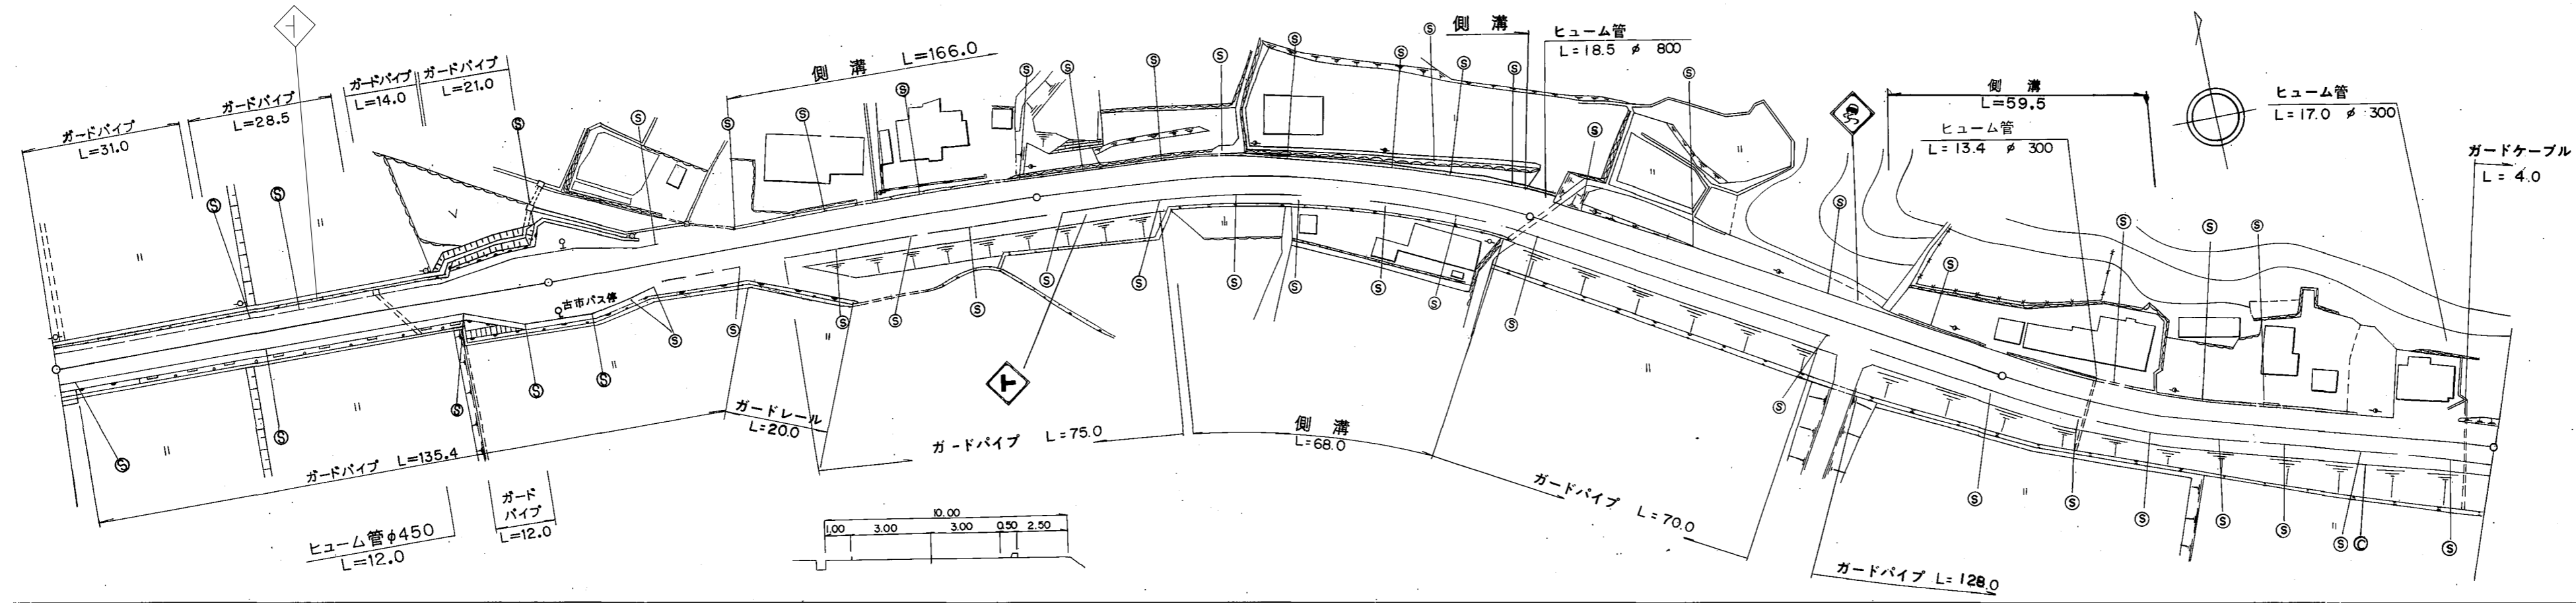 側 溝
ヒューム管
L=18.5 φ 800
側 溝 L=166.0
ガードパイプ
L=14.0
ガードパイプ
L=21.0
ガードパイプ
L=28.5
ガードパイプ
L=31.0
側 溝
L=59.5
ヒューム管
L=13.4 φ 300
ヒューム管
L=17.0 φ 300
ガードケーブル
L= 4.0
古市バス停
ガードレール
L=20.0
ガードパイプ L=75.0
側 溝
L=68.0
ガードパイプ L=135.4
ガード
パイプ
L=12.0
ヒューム管φ450
L=12.0
ガードパイプ L=70.0
ガードパイプ L=128.0
10.00
1.00 3.00 3.00 0.50 2.50
Ⓢ Ⓢ Ⓢ Ⓢ Ⓢ Ⓢ Ⓢ Ⓢ Ⓢ Ⓢ Ⓢ Ⓢ Ⓢ Ⓢ Ⓢ Ⓢ Ⓢ Ⓢ
Ⓢ Ⓢ Ⓢ Ⓢ Ⓢ
Ⓢ Ⓢ Ⓢ Ⓢ Ⓢ Ⓢ Ⓢ Ⓢ Ⓢ Ⓢ Ⓢ Ⓢ Ⓢ Ⓢ Ⓢ Ⓢ Ⓢ Ⓢ
Ⓢ Ⓢ Ⓢ Ⓢ Ⓢ Ⓢ Ⓢ Ⓒ Ⓢ